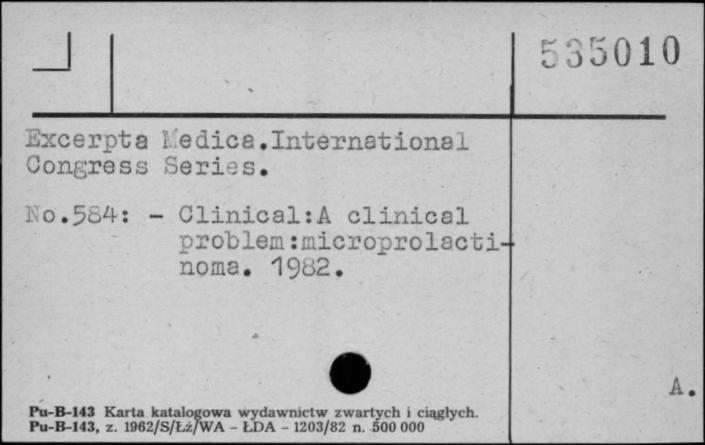 535010
Excerpta Medica.International
Congress Series.
No.584: - Clinical:A clinical
problem:microprolacti-
noma. 1982.
A.
Pu-B-143 Karta katalogowa wydawnictw zwartych i ciągłych.
Pu-B-143, z. 1962/S/Łź/WA - ŁDA - 1203/82 n. 500 000